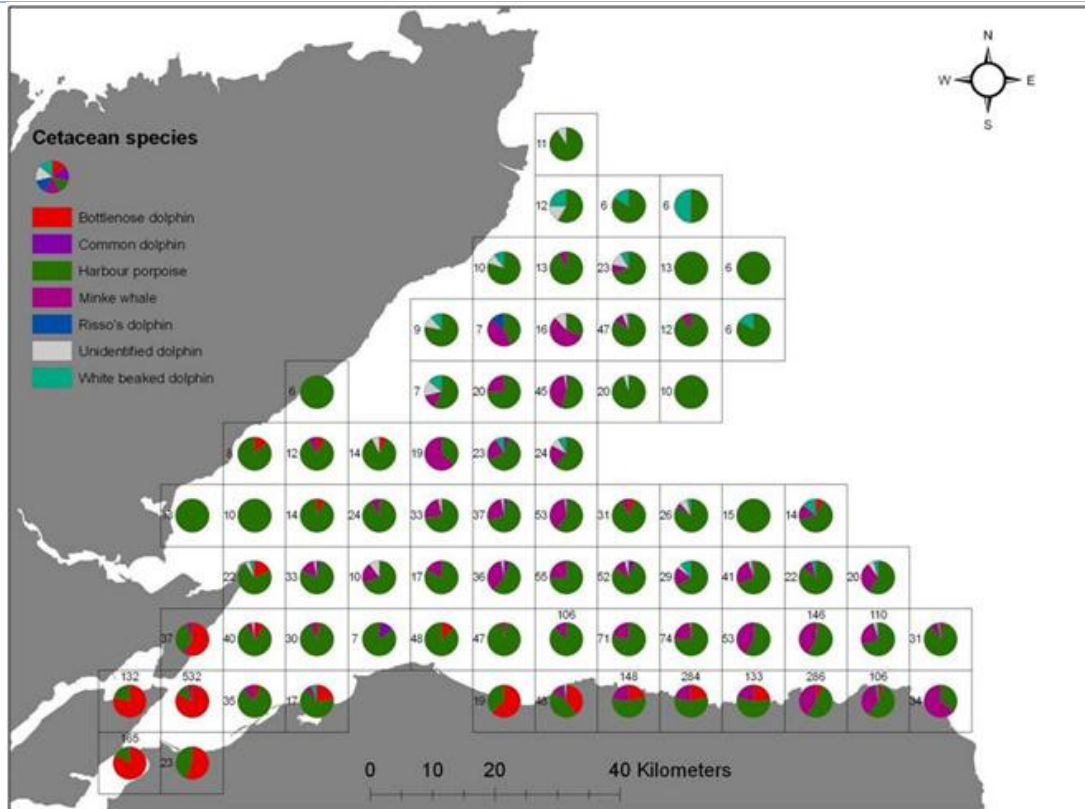 N
W E
S
Cetacean species
Bottlenose dolphin
Common dolphin
Harbour porpoise
Minke whale
Risso's dolphin
Unidentified dolphin
White beaked dolphin
11
12 6 6
10 13 23 13 6
9 7 16 47 12 6
6 7 20 45 20 10
8 12 14 19 23 24
10 14 24 33 37 53 31 26 15 14
22 33 10 17 36 55 52 29 41 22 20
106 146 110
37 40 30 7 48 47 71 74 53 31
132 532 148 284 133 286 106
35 17 19 48 34
165
23
0 10 20 40 Kilometers